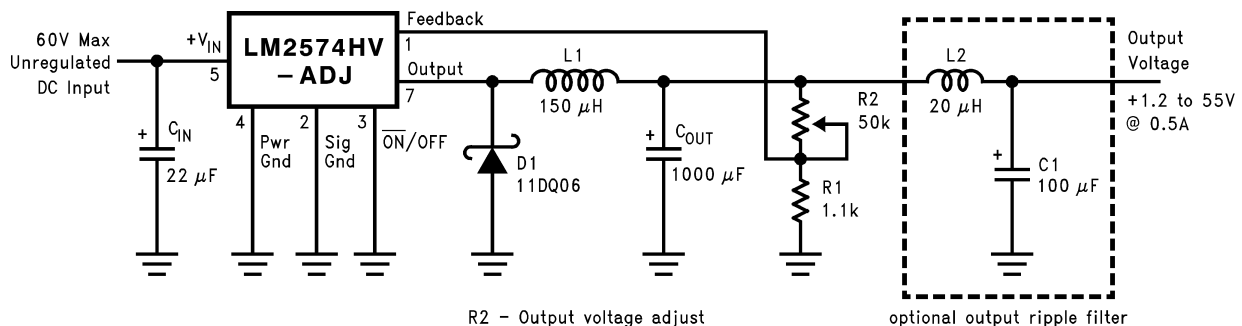 60V Max
Unregulated
DC Input
+V_IN
5
LM2574HV
-ADJ
Feedback
1
Output
7
4
Pwr
Gnd
2
Sig
Gnd
3
O̅N̅/OFF
+
C_IN
22 μF
D1
11DQ06
L1
150 μH
+
C_OUT
1000 μF
R2
50k
R1
1.1k
L2
20 μH
+
C1
100 μF
Output
Voltage
+1.2 to 55V
@ 0.5A
R2 - Output voltage adjust
optional output ripple filter